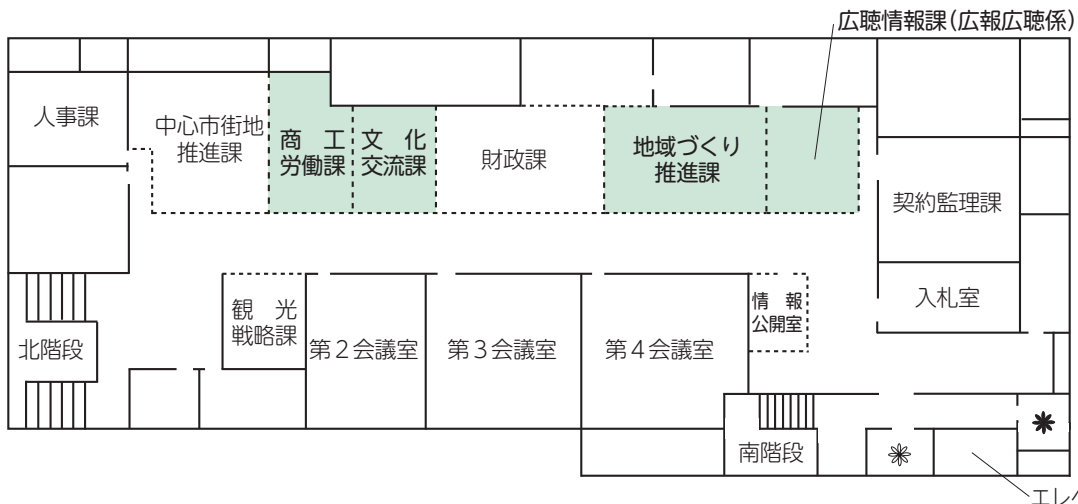 広聴情報課(広報広聴係)
人事課
中心市街地
推進課
商工
労働課
文化
交流課
財政課
地域づくり
推進課
契約監理課
入札室
北階段
観光
戦略課
第2会議室
第3会議室
第4会議室
情報
公開室
南階段
エレ